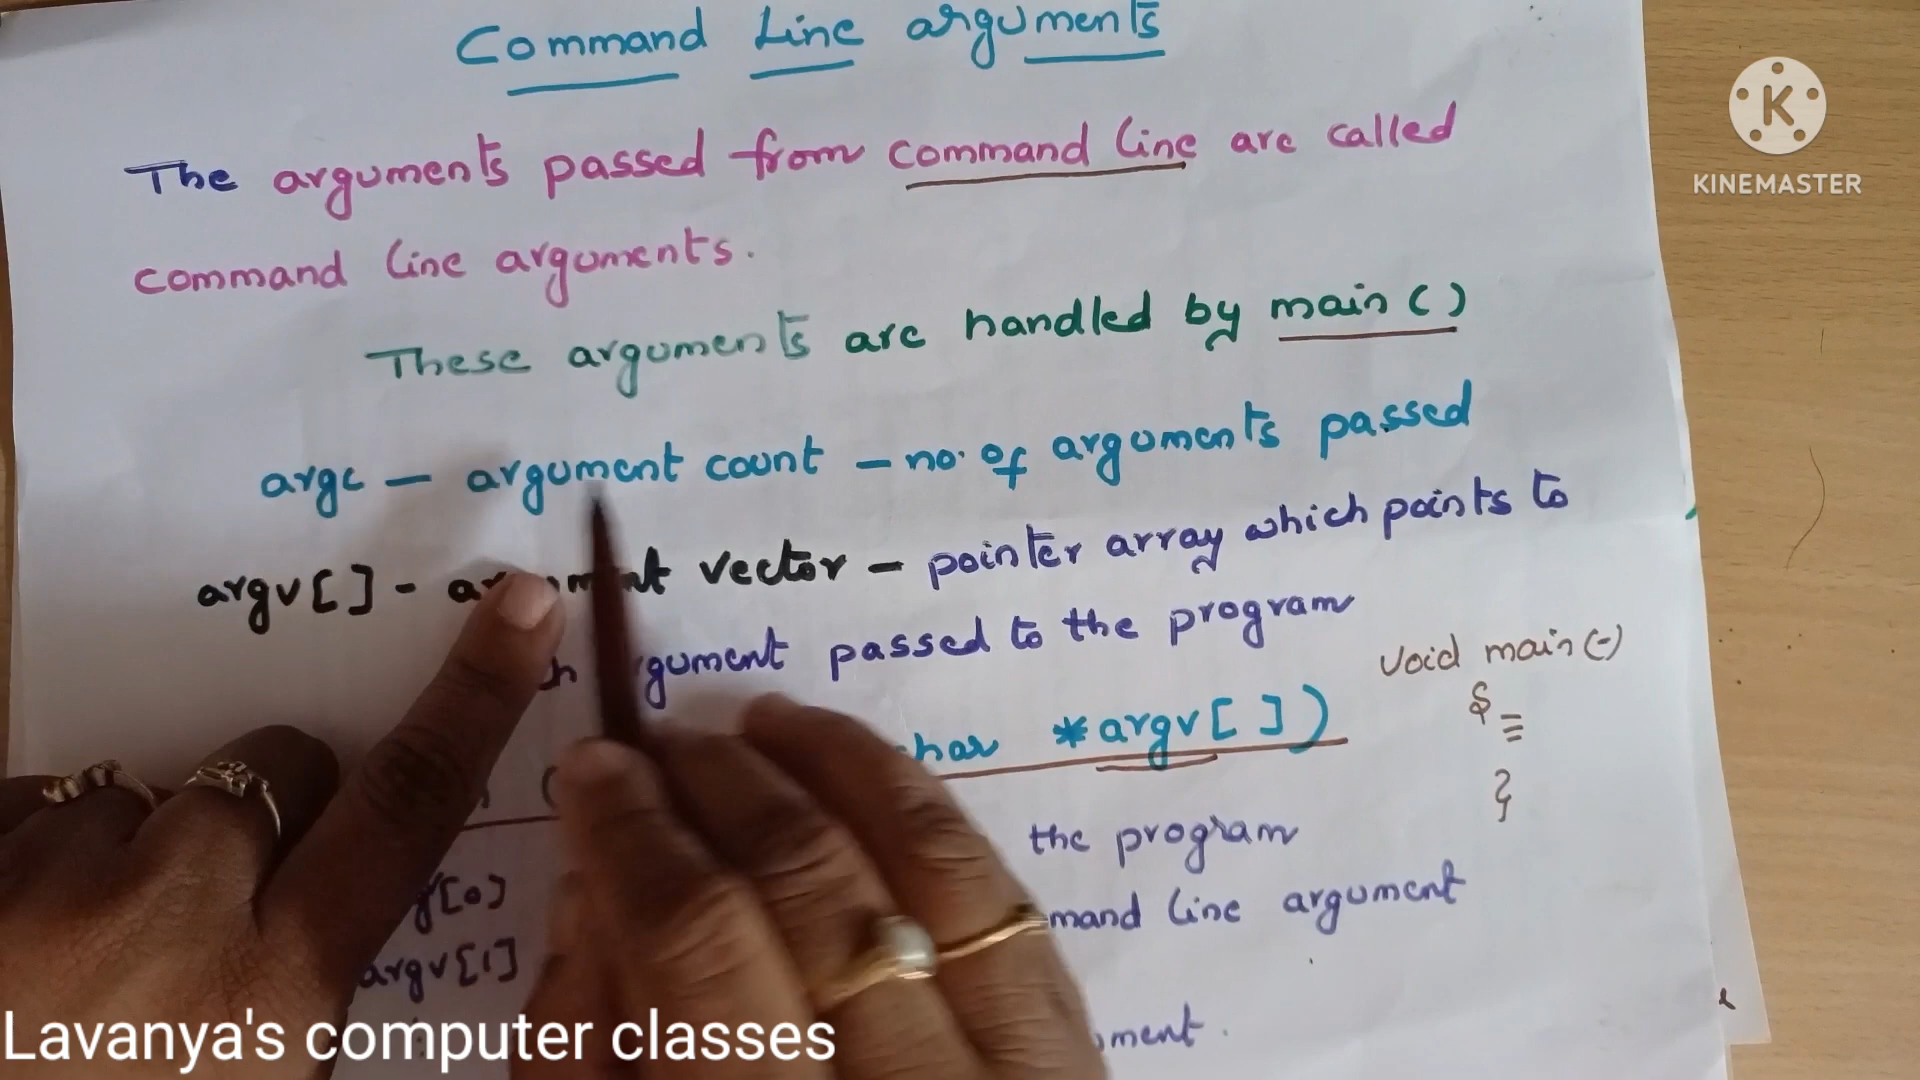 Command Line arguments
KINEMASTER
The arguments passed from command line are called
command line arguments.
These arguments are handled by main ( )
argc — argument count — no. of arguments passed
argv [ ] - vector — pointer array which points to
passed to the program
void main (-)
*argv [ ] )
the program
line argument
argv [1]
Lavanya's computer classes